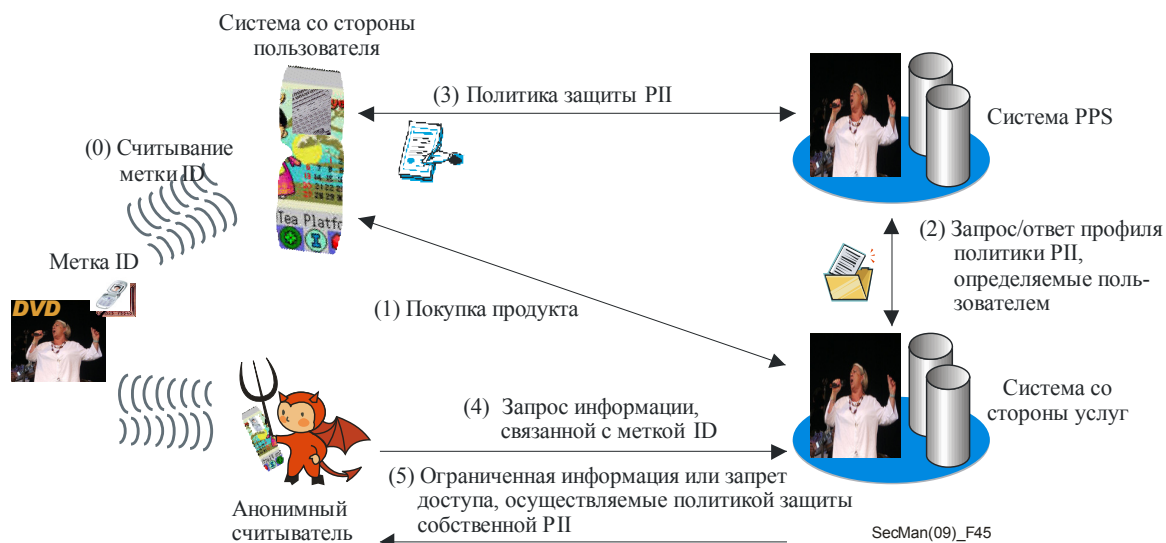 Система со стороны
пользователя
(3) Политика защиты PII
Система PPS
(0) Считывание
метки ID
Tea Platfo
(2) Запрос/ответ профиля
политики PII,
определяемые поль-
зователем
Метка ID
DVD
(1) Покупка продукта
(4) Запрос информации,
связанной с меткой ID
Система со
стороны услуг
(5) Ограниченная информация или запрет
доступа, осуществляемые политикой защиты
собственной PII
Анонимный
считыватель
SecMan(09)_F45